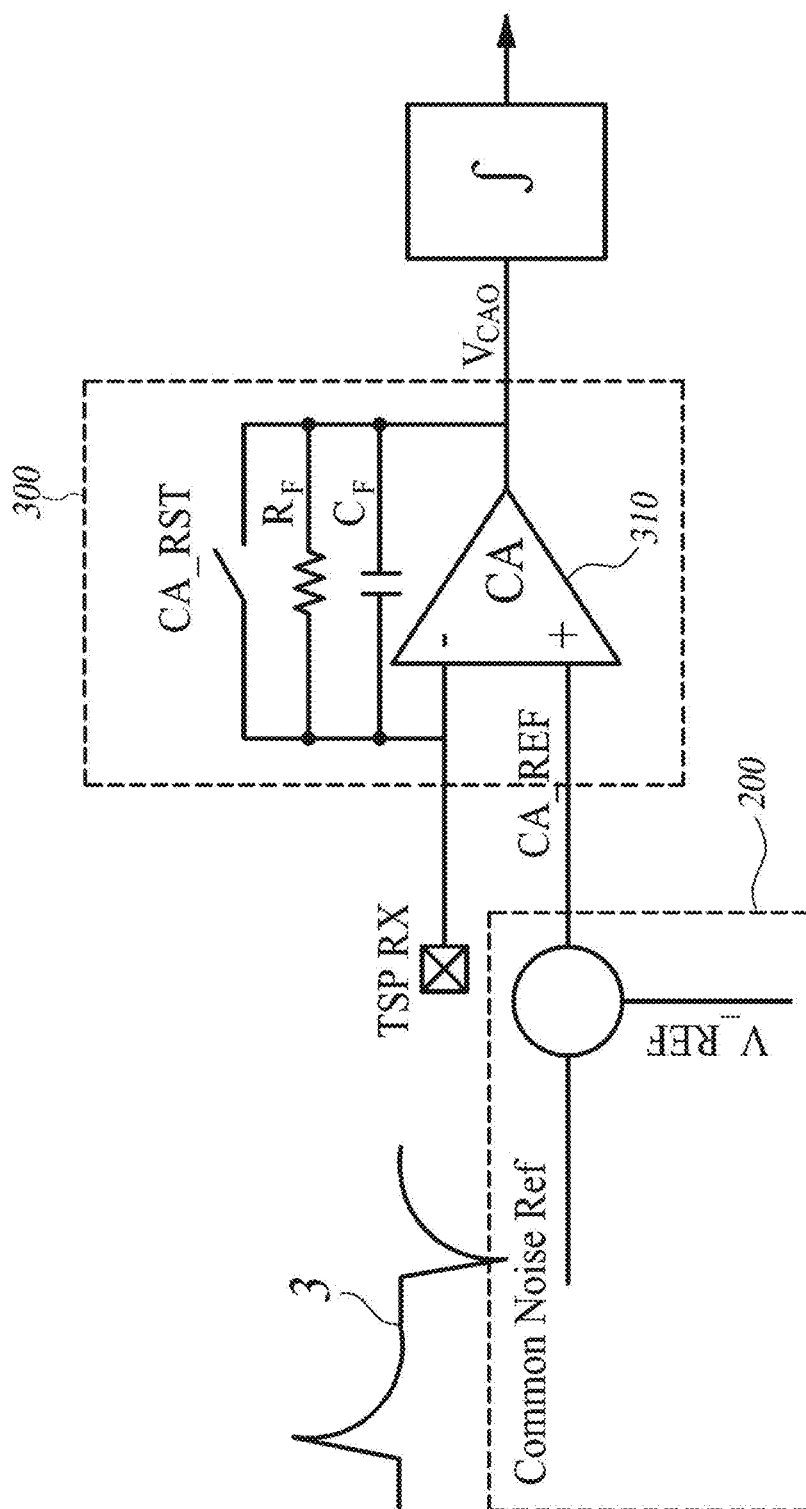 300
CA_RST
R_F
C_F
-
CA
+
310
V_CAO
∫
TSP RX
CA_REF
200
3
Common Noise Ref
V_REF